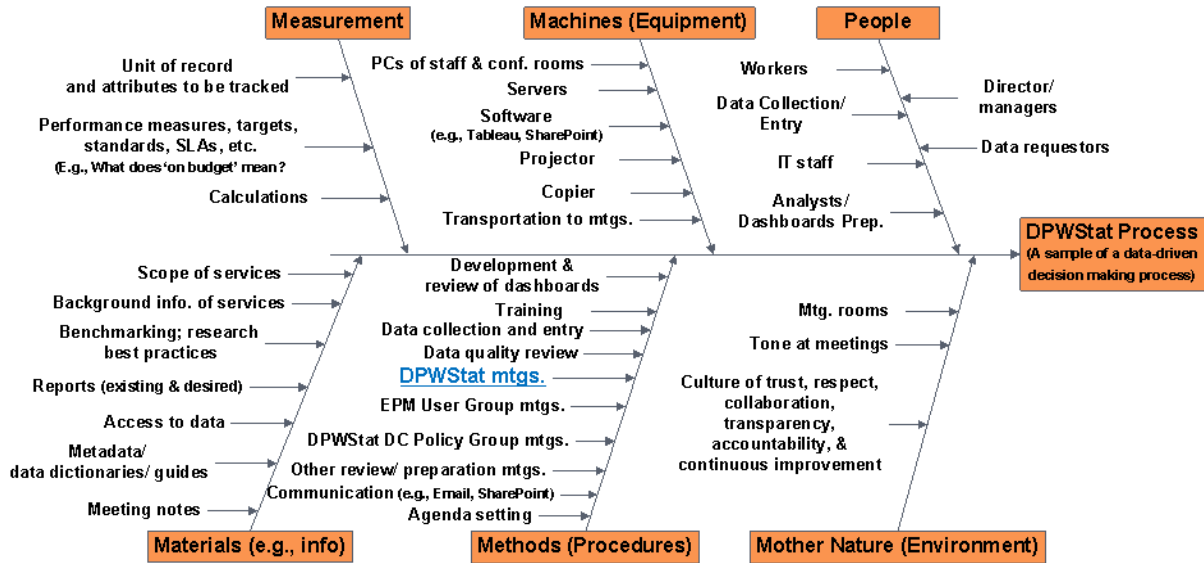 Measurement
Machines (Equipment)
People
Unit of record
and attributes to be tracked
Performance measures, targets,
standards, SLAs, etc.
(E.g., What does ‘on budget’ mean?
Calculations
PCs of staff & conf. rooms
Servers
Software
(e.g., Tableau, SharePoint)
Projector
Copier
Transportation to mtgs.
Workers
Data Collection/
Entry
IT staff
Analysts/
Dashboards Prep.
Director/
managers
Data requestors
DPWStat Process
(A sample of a data-driven
decision making process)
Scope of services
Background info. of services
Benchmarking; research
best practices
Reports (existing & desired)
Access to data
Metadata/
data dictionaries/ guides
Meeting notes
Development &
review of dashboards
Training
Data collection and entry
Data quality review
DPWStat mtgs.
EPM User Group mtgs.
DPWStat DC Policy Group mtgs.
Other review/ preparation mtgs.
Communication (e.g., Email, SharePoint)
Agenda setting
Mtg. rooms
Tone at meetings
Culture of trust, respect,
collaboration,
transparency,
accountability, &
continuous improvement
Materials (e.g., info)
Methods (Procedures)
Mother Nature (Environment)